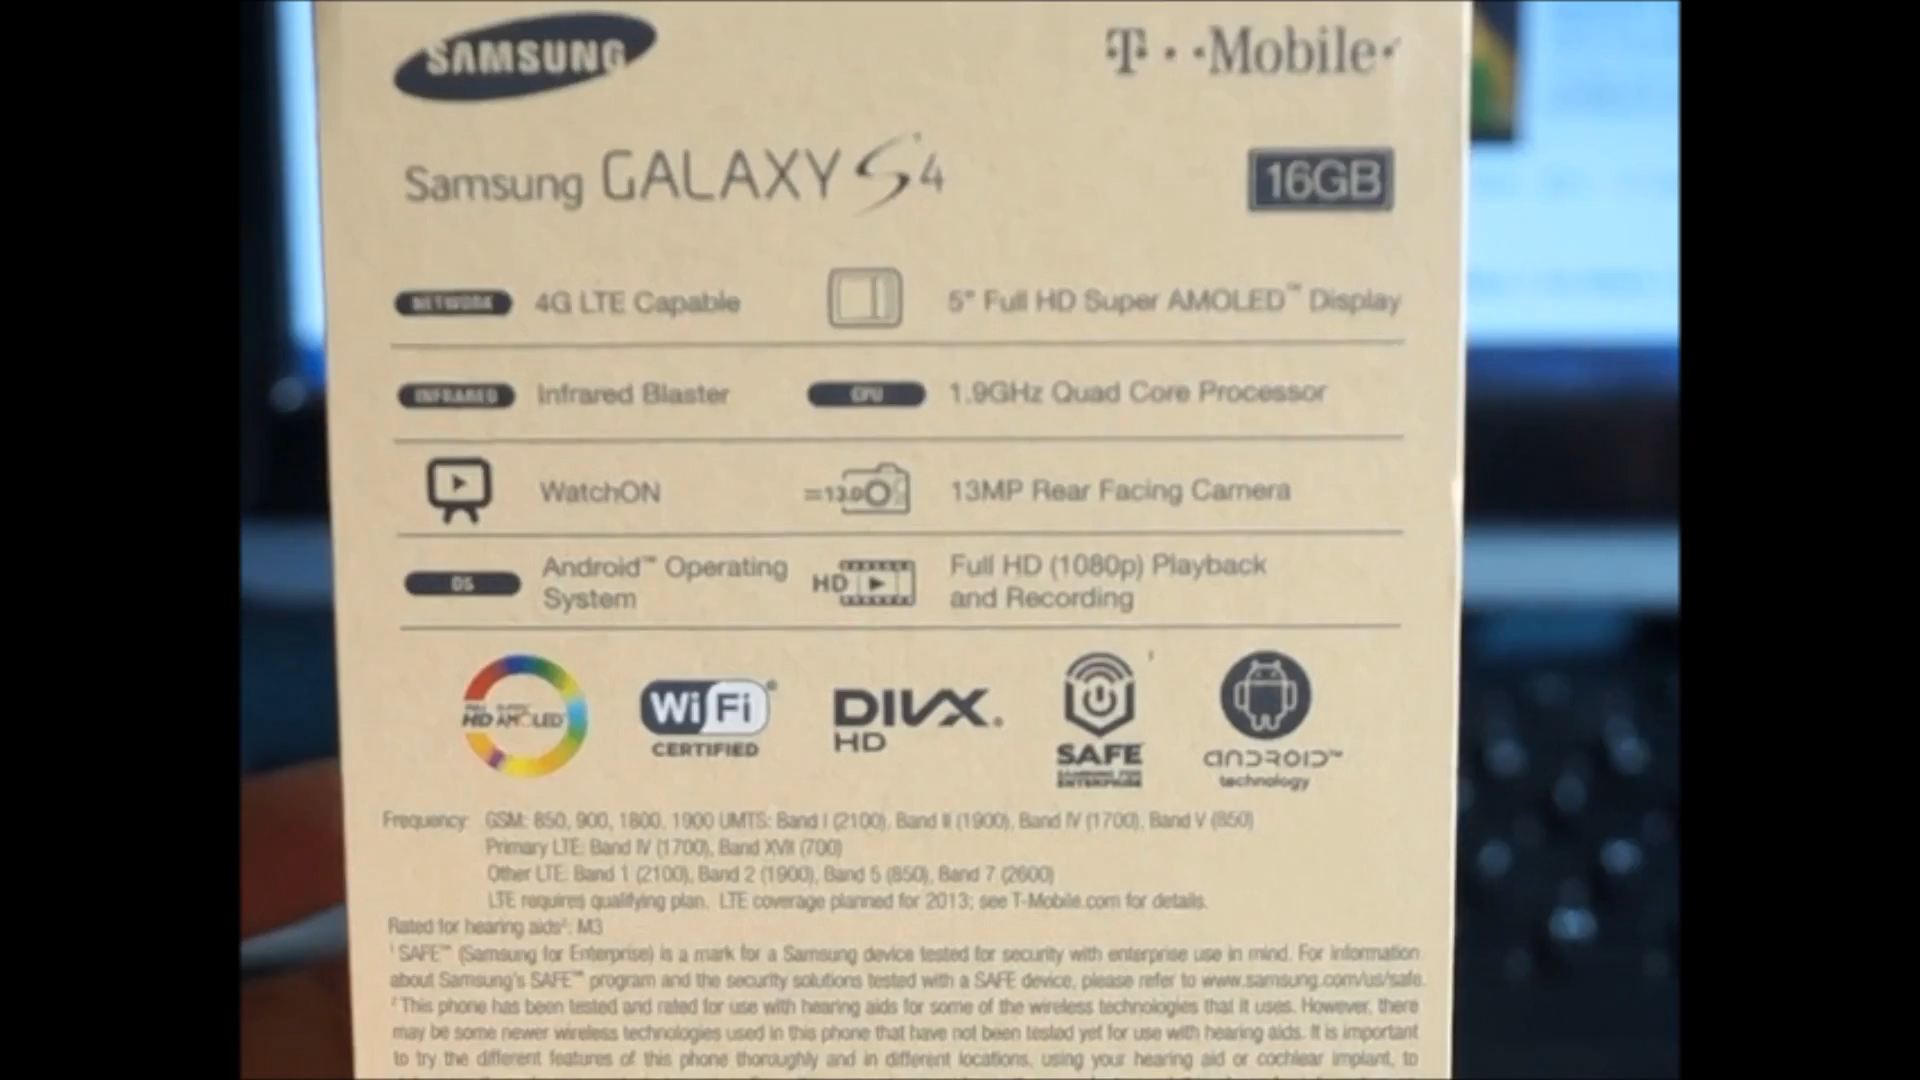 SAMSUNG
T··Mobile·
Samsung GALAXY S4
16GB
NETWORK 4G LTE Capable
5" Full HD Super AMOLED™ Display
INFRARED Infrared Blaster
CPU 1.9GHz Quad Core Processor
WatchON
=13.0 13MP Rear Facing Camera
OS Android™ Operating
System
HD Full HD (1080p) Playback
and Recording
HD AMOLED
WiFi®
CERTIFIED
DIVX.
HD
1
SAFE
SAMSUNG FOR
ENTERPRISE
ANDROID™
technology
Frequency: GSM: 850, 900, 1800, 1900 UMTS: Band I (2100), Band II (1900), Band IV (1700), Band V (850)
Primary LTE: Band IV (1700), Band XVII (700)
Other LTE: Band 1 (2100), Band 2 (1900), Band 5 (850), Band 7 (2600)
LTE requires qualifying plan. LTE coverage planned for 2013; see T-Mobile.com for details.
Rated for hearing aids²: M3
¹ SAFE™ (Samsung for Enterprise) is a mark for a Samsung device tested for security with enterprise use in mind. For information
about Samsung's SAFE™ program and the security solutions tested with a SAFE device, please refer to www.samsung.com/us/safe.
² This phone has been tested and rated for use with hearing aids for some of the wireless technologies that it uses. However, there
may be some newer wireless technologies used in this phone that have not been tested yet for use with hearing aids. It is important
to try the different features of this phone thoroughly and in different locations, using your hearing aid or cochlear implant, to